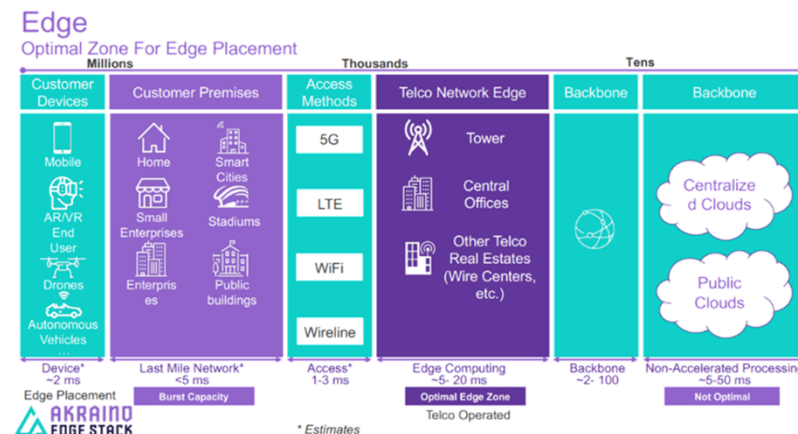 Edge
Optimal Zone For Edge Placement
Millions
Thousands
Tens
Customer
Devices
Customer Premises
Access
Methods
Telco Network Edge
Backbone
Backbone
Mobile
AR/VR
End
User
Drones
Autonomous
Vehicles
...
Home
Smart
Cities
Small
Enterprises
Stadiums
Enterpris
es
Public
buildings
5G
LTE
WiFi
Wireline
Tower
Central
Offices
Other Telco
Real Estates
(Wire Centers,
etc.)
Centralize
d Clouds
Public
Clouds
Device*
~2 ms
Last Mile Network*
<5 ms
Access*
1-3 ms
Edge Computing
~5- 20 ms
Backbone
~2- 100
Non-Accelerated Processing
~5-50 ms
Edge Placement
Burst Capacity
Optimal Edge Zone
Not Optimal
Telco Operated
AKRAINO
EDGE STACK
* Estimates